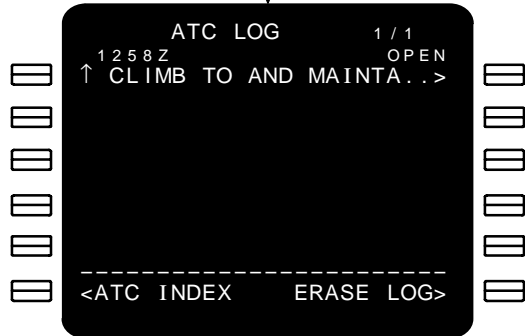 ATC LOG 1/1
1258Z OPEN
↑ CLIMB TO AND MAINTA..>
------------------------
<ATC INDEX ERASE LOG>